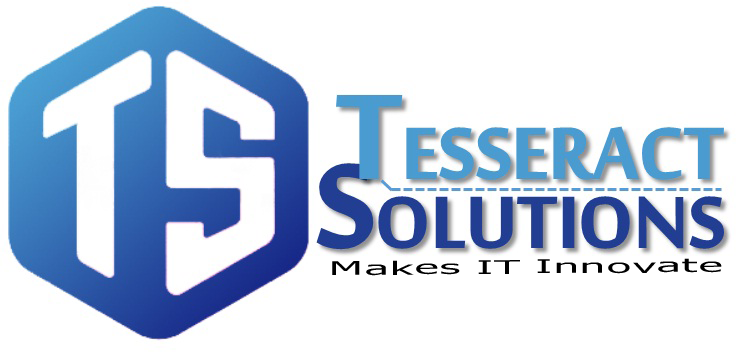 TS
TESSERACT
SOLUTIONS
Makes IT Innovate